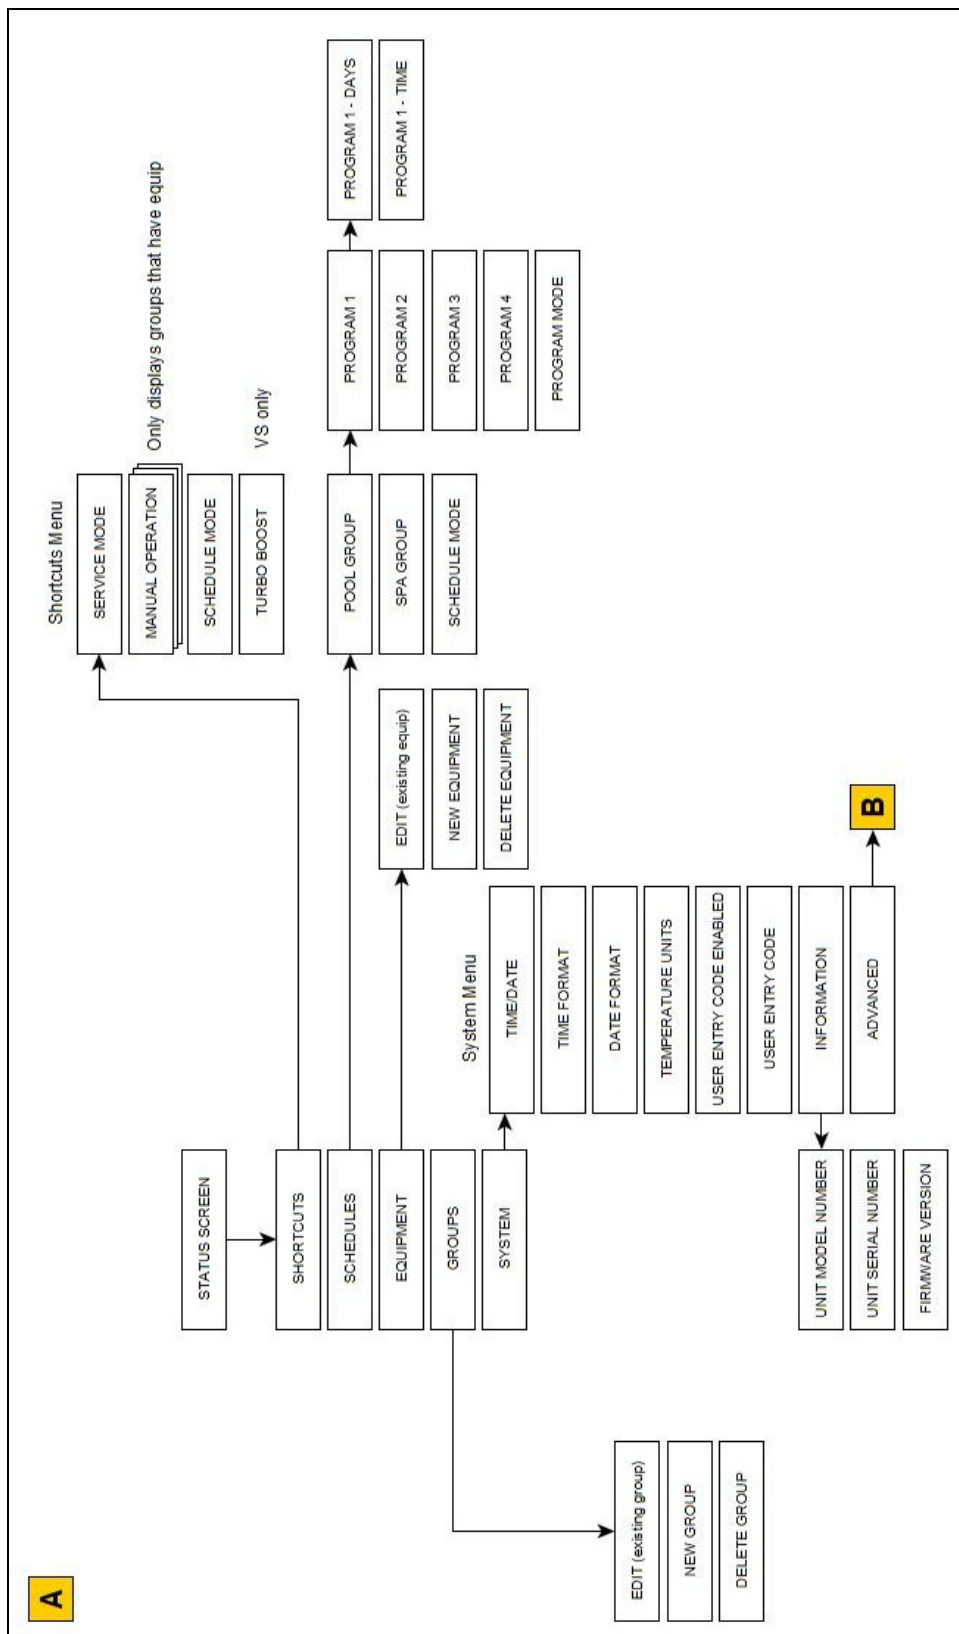 A
Shortcuts Menu
SERVICE MODE
MANUAL OPERATION
Only displays groups that have equip
SCHEDULE MODE
TURBO BOOST
VS only
STATUS SCREEN
SHORTCUTS
SCHEDULES
EQUIPMENT
GROUPS
SYSTEM
POOL GROUP
SPA GROUP
SCHEDULE MODE
PROGRAM 1
PROGRAM 2
PROGRAM 3
PROGRAM 4
PROGRAM MODE
PROGRAM 1 - DAYS
PROGRAM 1 - TIME
EDIT (existing equip)
NEW EQUIPMENT
DELETE EQUIPMENT
System Menu
TIME/DATE
TIME FORMAT
DATE FORMAT
TEMPERATURE UNITS
USER ENTRY CODE ENABLED
USER ENTRY CODE
INFORMATION
ADVANCED
B
UNIT MODEL NUMBER
UNIT SERIAL NUMBER
FIRMWARE VERSION
EDIT (existing group)
NEW GROUP
DELETE GROUP